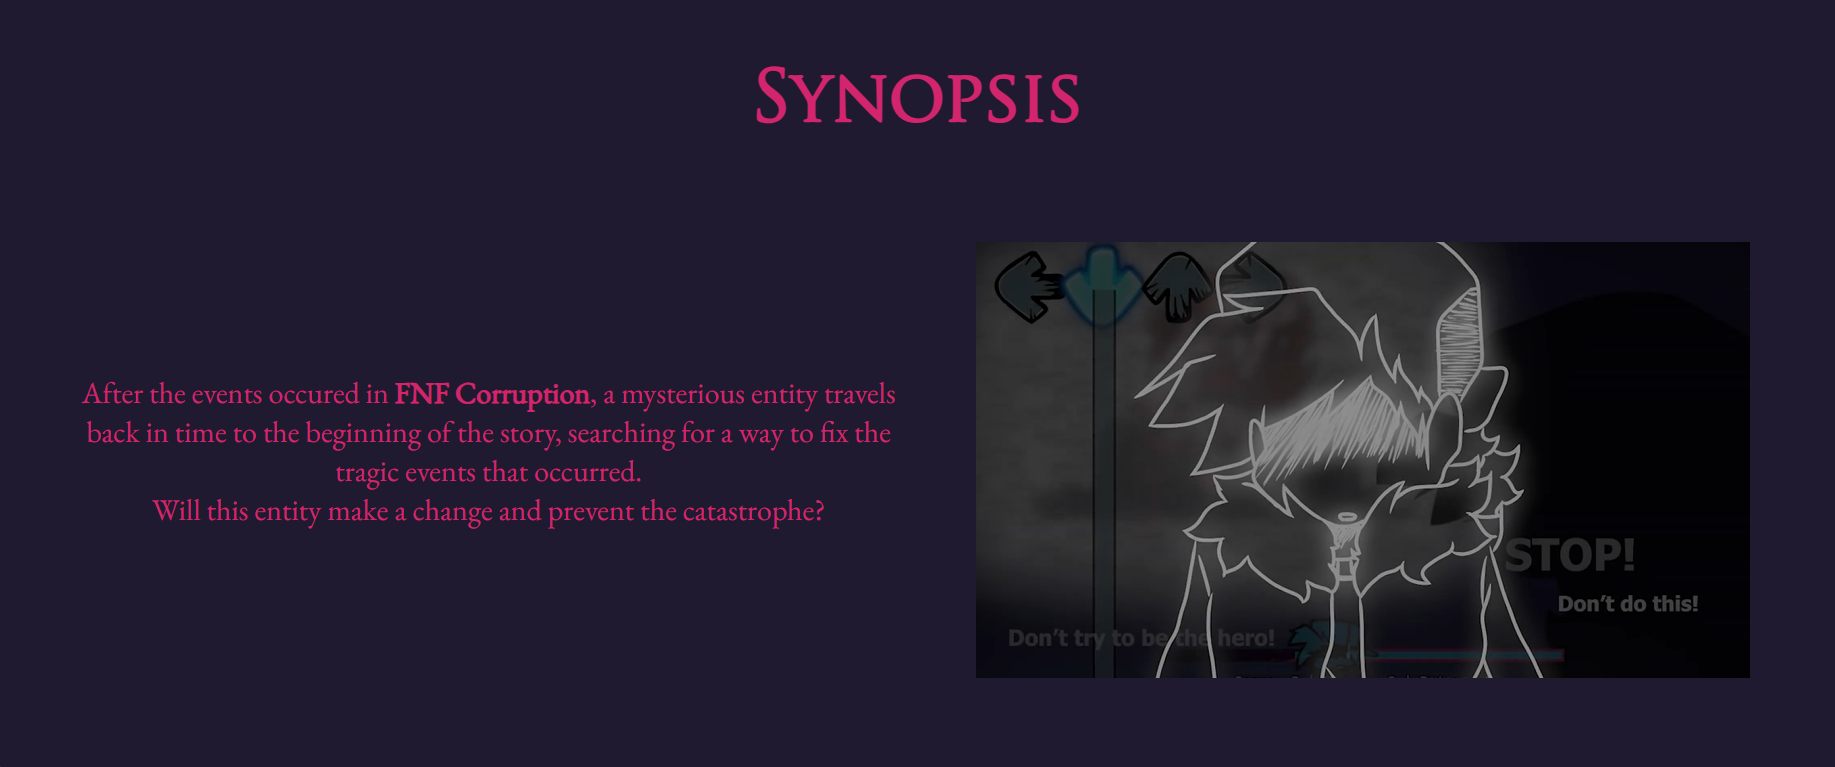 Synopsis
After the events occured in FNF Corruption, a mysterious entity travels
back in time to the beginning of the story, searching for a way to fix the
tragic events that occurred.
Will this entity make a change and prevent the catastrophe?
STOP!
Don't do this!
Don't try to be the hero!